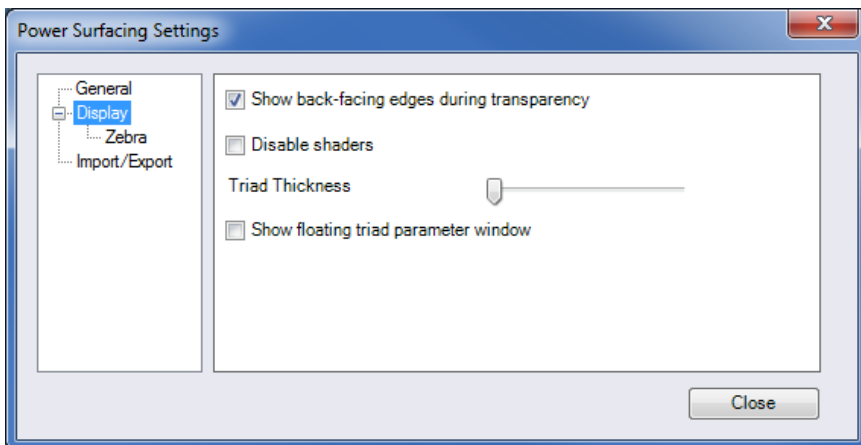 Power Surfacing Settings
General
Display
Zebra
Import/Export
Show back-facing edges during transparency
Disable shaders
Triad Thickness
Show floating triad parameter window
Close